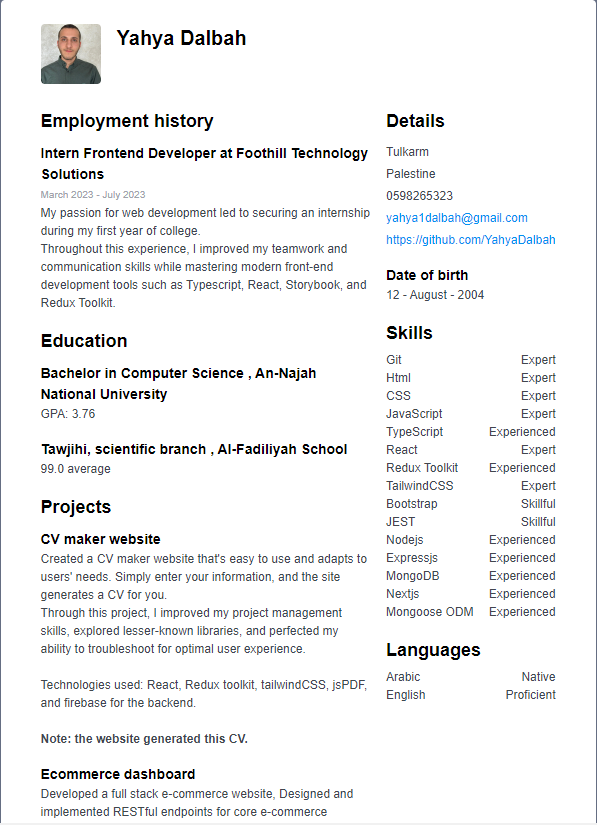 Yahya Dalbah
Employment history
Intern Frontend Developer at Foothill Technology
Solutions
March 2023 - July 2023
My passion for web development led to securing an internship
during my first year of college.
Throughout this experience, I improved my teamwork and
communication skills while mastering modern front-end
development tools such as Typescript, React, Storybook, and
Redux Toolkit.
Education
Bachelor in Computer Science , An-Najah
National University
GPA: 3.76
Tawjihi, scientific branch , Al-Fadiliyah School
99.0 average
Projects
CV maker website
Created a CV maker website that's easy to use and adapts to
users' needs. Simply enter your information, and the site
generates a CV for you.
Through this project, I improved my project management
skills, explored lesser-known libraries, and perfected my
ability to troubleshoot for optimal user experience.
Technologies used: React, Redux toolkit, tailwindCSS, jsPDF,
and firebase for the backend.
Note: the website generated this CV.
Ecommerce dashboard
Developed a full stack e-commerce website, Designed and
implemented RESTful endpoints for core e-commerce
Details
Tulkarm
Palestine
0598265323
yahya1dalbah@gmail.com
https://github.com/YahyaDalbah
Date of birth
12 - August - 2004
Skills
Git Expert
Html Expert
CSS Expert
JavaScript Expert
TypeScript Experienced
React Expert
Redux Toolkit Experienced
TailwindCSS Expert
Bootstrap Skillful
JEST Skillful
Nodejs Experienced
Expressjs Experienced
MongoDB Experienced
Nextjs Experienced
Mongoose ODM Experienced
Languages
Arabic Native
English Proficient